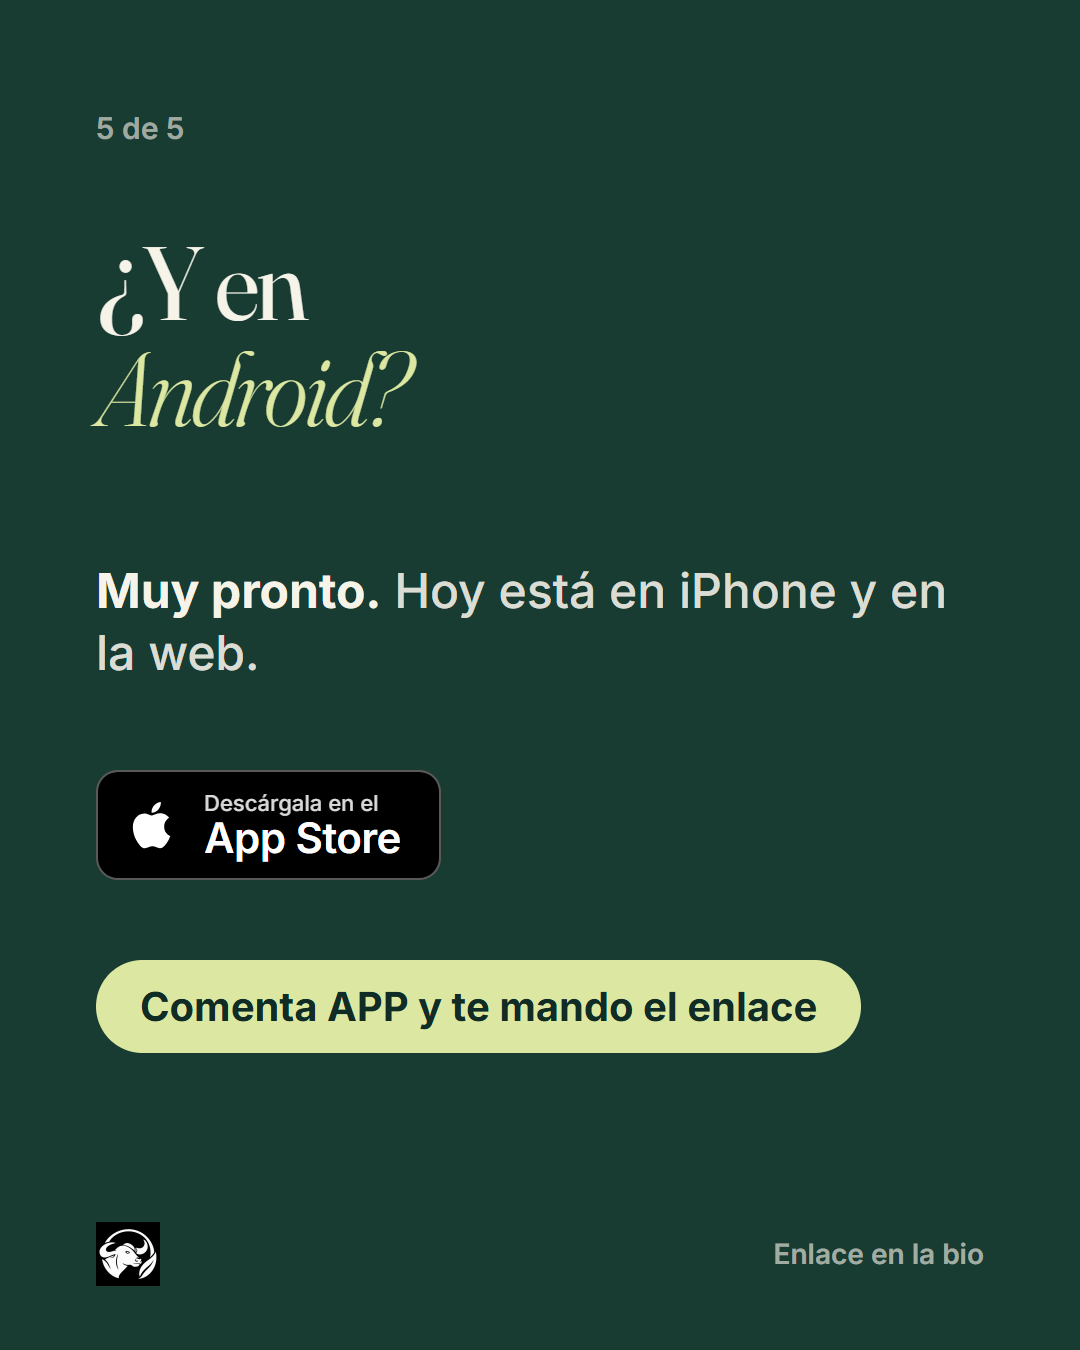 5 de 5
¿Y en
Android?
Muy pronto. Hoy está en iPhone y en
la web.
Descárgala en el
App Store
Comenta APP y te mando el enlace
Enlace en la bio